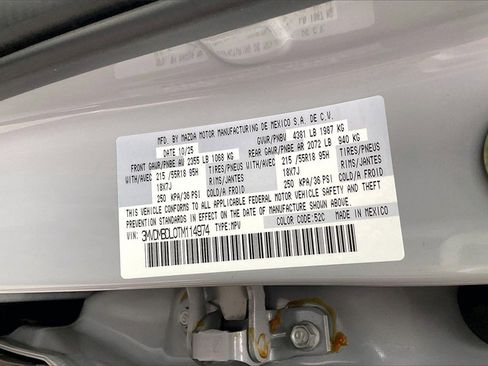 MFG. BY MAZDA MOTOR MANUFACTURING DE MEXICO S.A. DE C.V.
DATE 10/25 GVWR/PNBV 4381 LB 1987 KG
FRONT GAWR/PNBE AV 2355 LB 1068 KG REAR GAWR/PNBE AR 2072 LB 940 KG
WITH/AVEC 215 /55R18 95H TIRES/PNEUS WITH/AVEC 215 /55R18 95H TIRES/PNEUS
18X7J RIMS/JANTES 18X7J RIMS/JANTES
250 KPA/36 PSI COLD/A FROID 250 KPA/36 PSI COLD/A FROID
THIS VEHICLE CONFORMS TO ALL APPLICABLE FEDERAL MOTOR VEHICLE SAFETY AND THEFT
PREVENTION STANDARDS IN EFFECT ON THE DATE OF MANUFACTURE SHOWN ABOVE.
3MVDMBCL0TM114974 TYPE:MPV COLOR CODE:52C MADE IN MEXICO